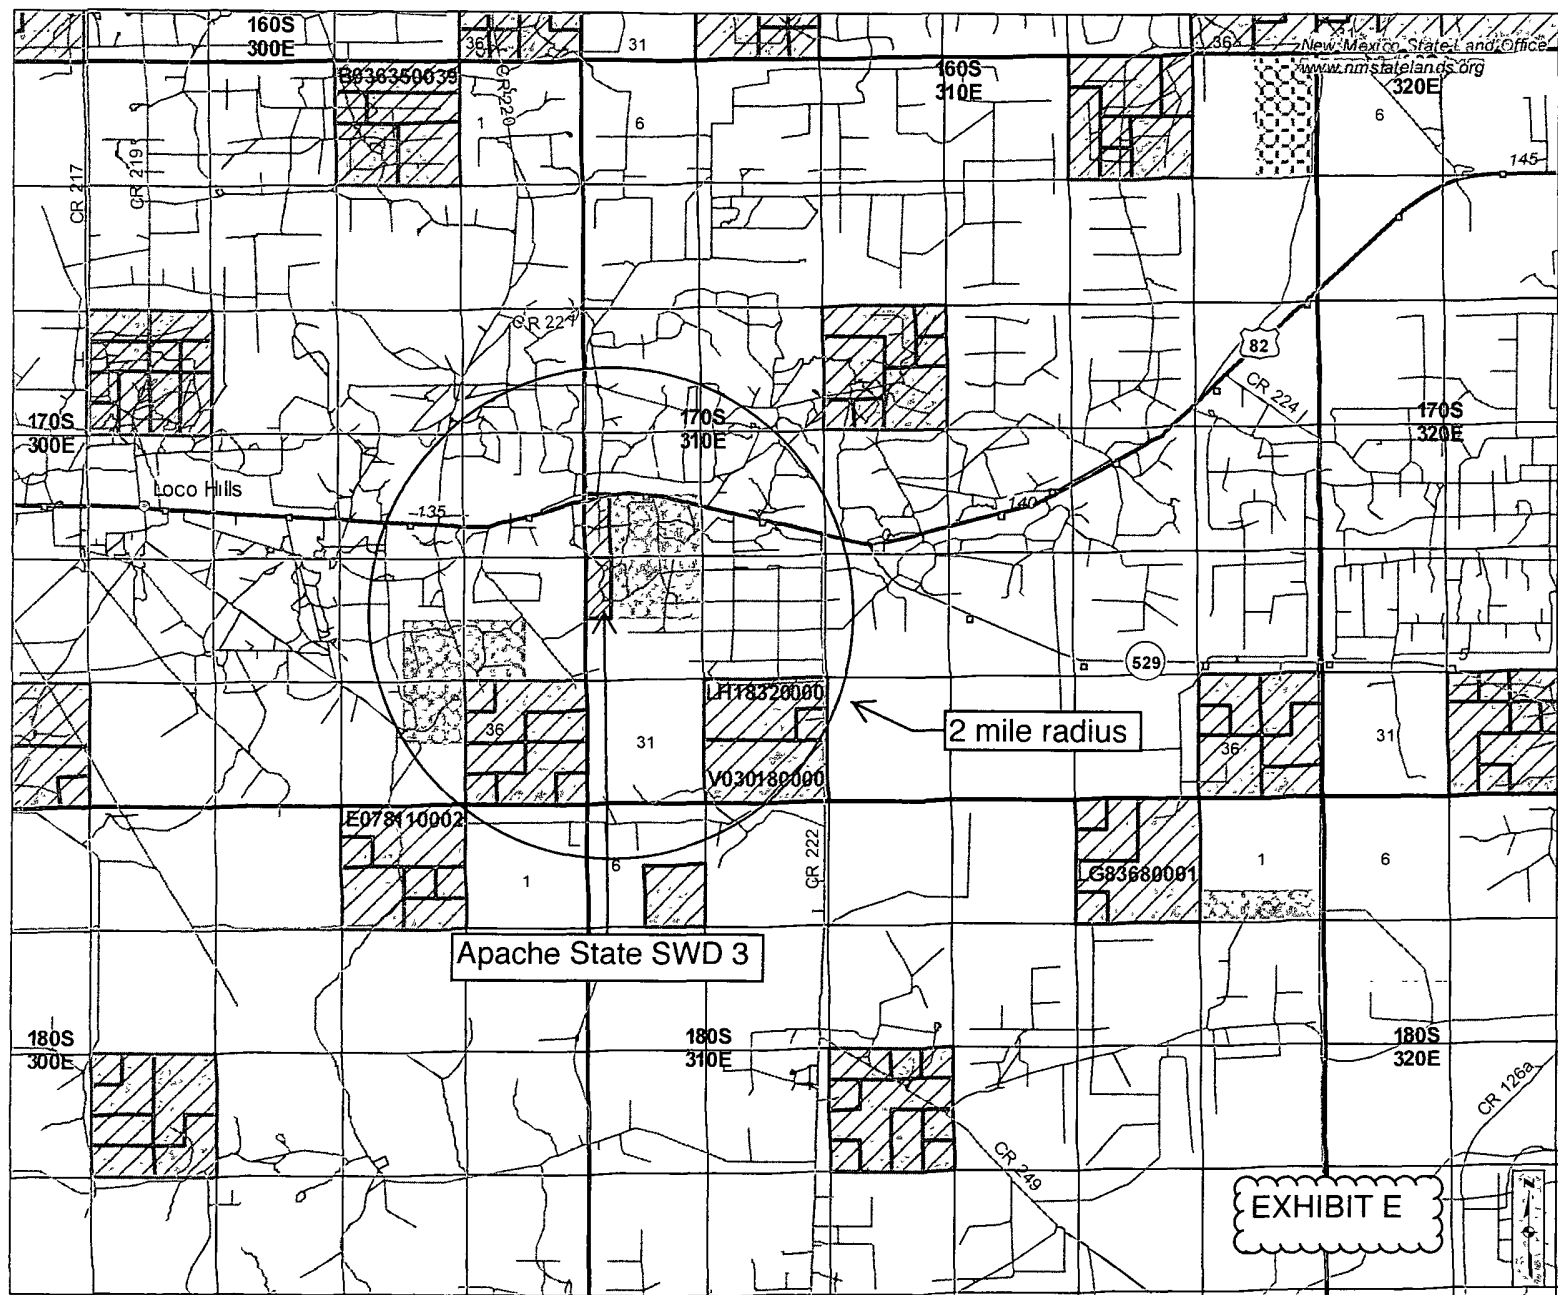 160S
300E
36
31
36
New Mexico State Land Office
www.nmstatelands.org
B936350039
CR 220
160S
310E
320E
1
6
1
6
145
CR 217
CR 219
CR 221
82
CR 224
170S
300E
170S
310E
170S
320E
Loco Hills
135
140
529
LH18320000
2 mile radius
36
31
36
31
V030180000
E078110002
CR 222
1
6
LG83680001
1
6
Apache State SWD 3
180S
300E
180S
310E
180S
320E
CR 126a
CR 249
EXHIBIT E